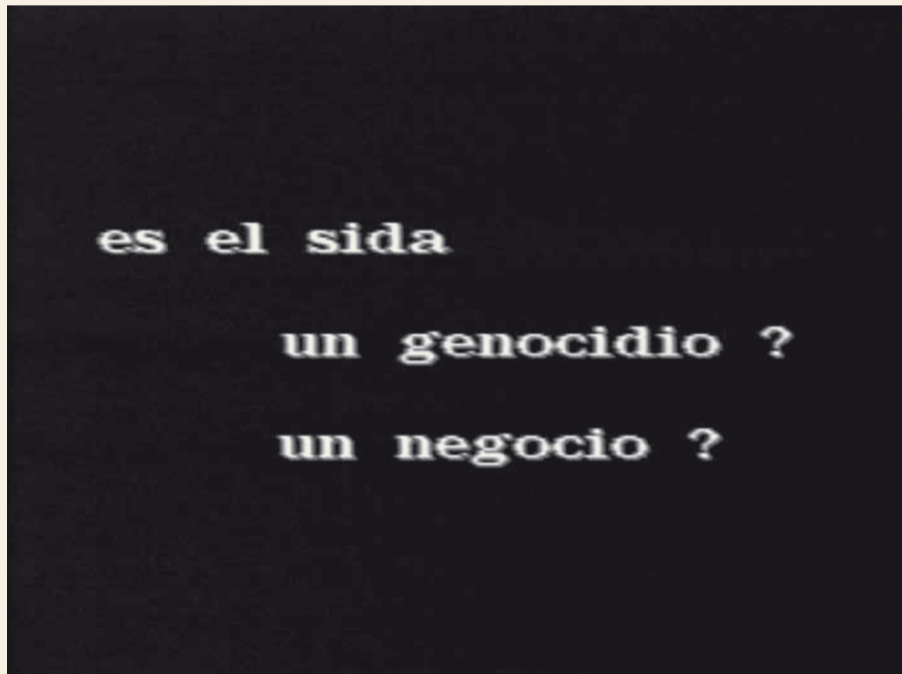 es el sida
un genocidio ?
un negocio ?